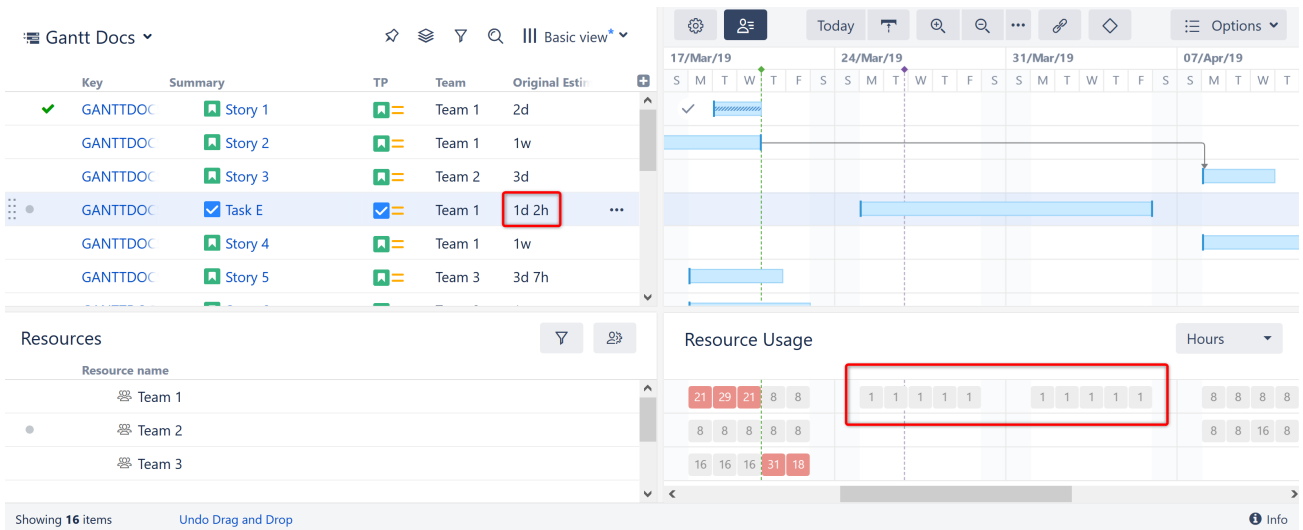 Gantt Docs
Basic view*
Today
Options
17/Mar/19 24/Mar/19 31/Mar/19 07/Apr/19
Key Summary TP Team Original Estim
S M T W T F S S M T W T F S S M T W T F S S M T W T
GANTTDOC Story 1 Team 1 2d
GANTTDOC Story 2 Team 1 1w
GANTTDOC Story 3 Team 2 3d
GANTTDOC Task E Team 1 1d 2h
GANTTDOC Story 4 Team 1 1w
GANTTDOC Story 5 Team 3 3d 7h
Resources
Resource Usage
Hours
Resource name
Team 1 21 29 21 8 8 1 1 1 1 1 1 1 1 1 1 8 8 8 8
Team 2 8 8 8 8 8 8 8 16 8
Team 3 16 16 16 31 18
Showing 16 items Undo Drag and Drop
Info